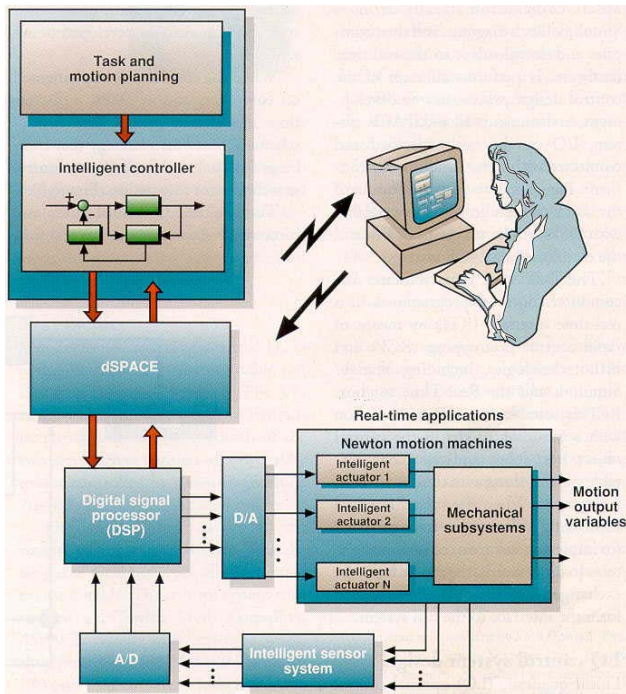 Task and
motion planning
Intelligent controller
+
−
dSPACE
Real-time applications
Newton motion machines
Digital signal
processor
(DSP)
D/A
Intelligent
actuator 1
Intelligent
actuator 2
Intelligent
actuator N
Mechanical
subsystems
Motion
output
variables
A/D
Intelligent sensor
system